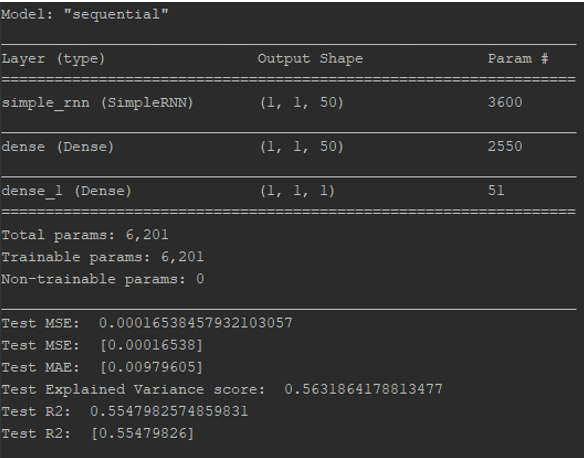 Model: "sequential"
Layer (type) Output Shape Param #
simple_rnn (SimpleRNN) (1, 1, 50) 3600
dense (Dense) (1, 1, 50) 2550
dense_1 (Dense) (1, 1, 1) 51
Total params: 6,201
Trainable params: 6,201
Non-trainable params: 0
Test MSE: 0.00016538457932103057
Test MSE: [0.00016538]
Test MAE: [0.00979605]
Test Explained Variance score: 0.5631864178813477
Test R2: 0.5547982574859831
Test R2: [0.55479826]